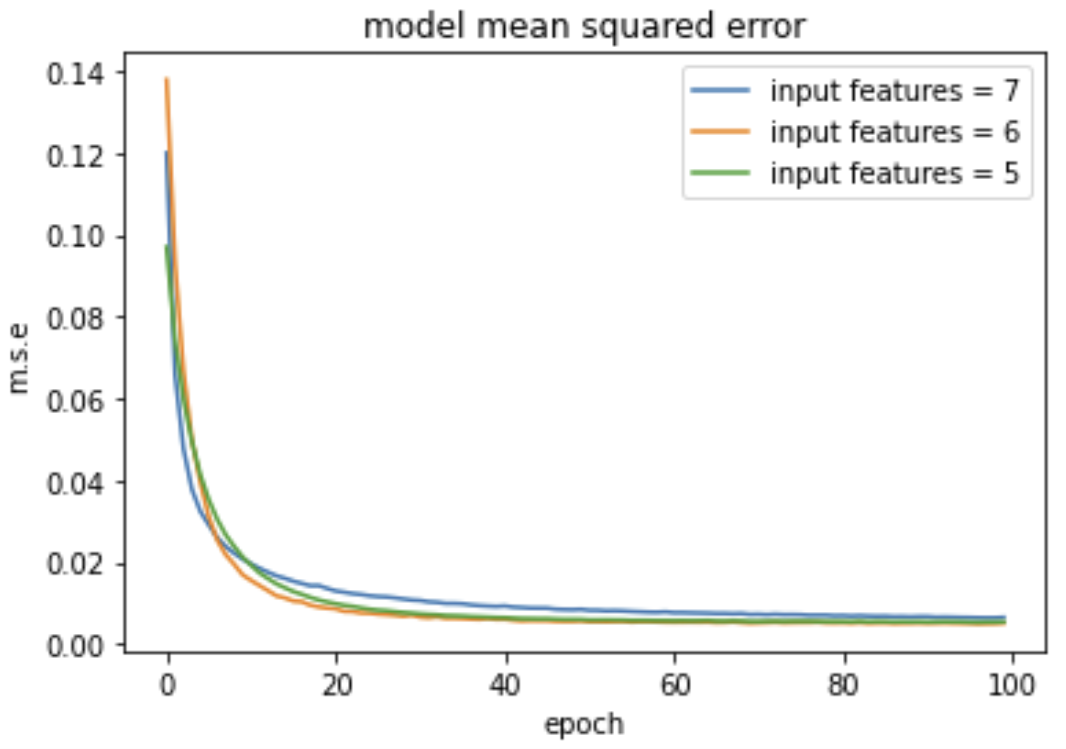 model mean squared error
input features = 7
input features = 6
input features = 5
m.s.e
0.14
0.12
0.10
0.08
0.06
0.04
0.02
0.00
0 20 40 60 80 100
epoch